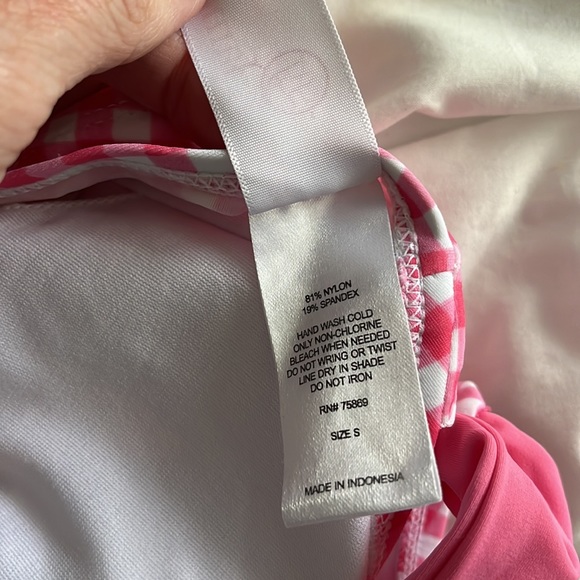 81% NYLON
19% SPANDEX
HAND WASH COLD
ONLY NON-CHLORINE
BLEACH WHEN NEEDED
DO NOT WRING OR TWIST
LINE DRY IN SHADE
DO NOT IRON
RN# 75869
SIZE S
MADE IN INDONESIA